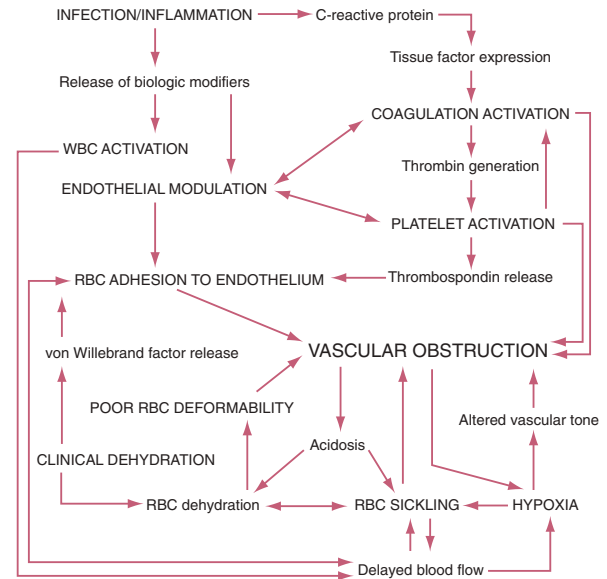 INFECTION/INFLAMMATION
C-reactive protein
Tissue factor expression
Release of biologic modifiers
COAGULATION ACTIVATION
WBC ACTIVATION
Thrombin generation
ENDOTHELIAL MODULATION
PLATELET ACTIVATION
RBC ADHESION TO ENDOTHELIUM
Thrombospondin release
von Willebrand factor release
VASCULAR OBSTRUCTION
POOR RBC DEFORMABILITY
Altered vascular tone
Acidosis
CLINICAL DEHYDRATION
RBC dehydration
RBC SICKLING
HYPOXIA
Delayed blood flow